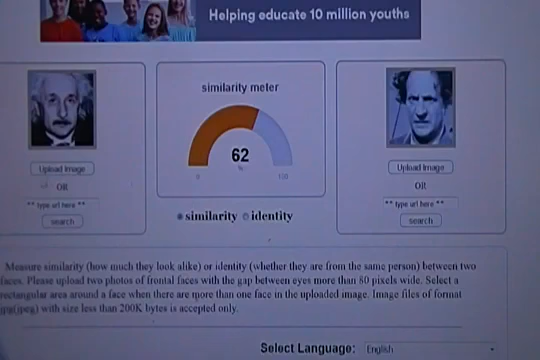 Helping educate 10 million youths
similarity meter
62
%
0
100
Upload Image
OR
** type url here **
search
Upload Image
OR
** type url here **
search
similarity identity
Measure similarity (how much they look alike) or identity (whether they are from the same person) between two
faces. Please upload two photos of frontal faces with the gap between eyes more than 80 pixels wide. Select a
rectangular area around a face when there are more than one face in the uploaded image. Image files of format
jpg(jpeg) with size less than 200K bytes is accepted only.
Select Language: English